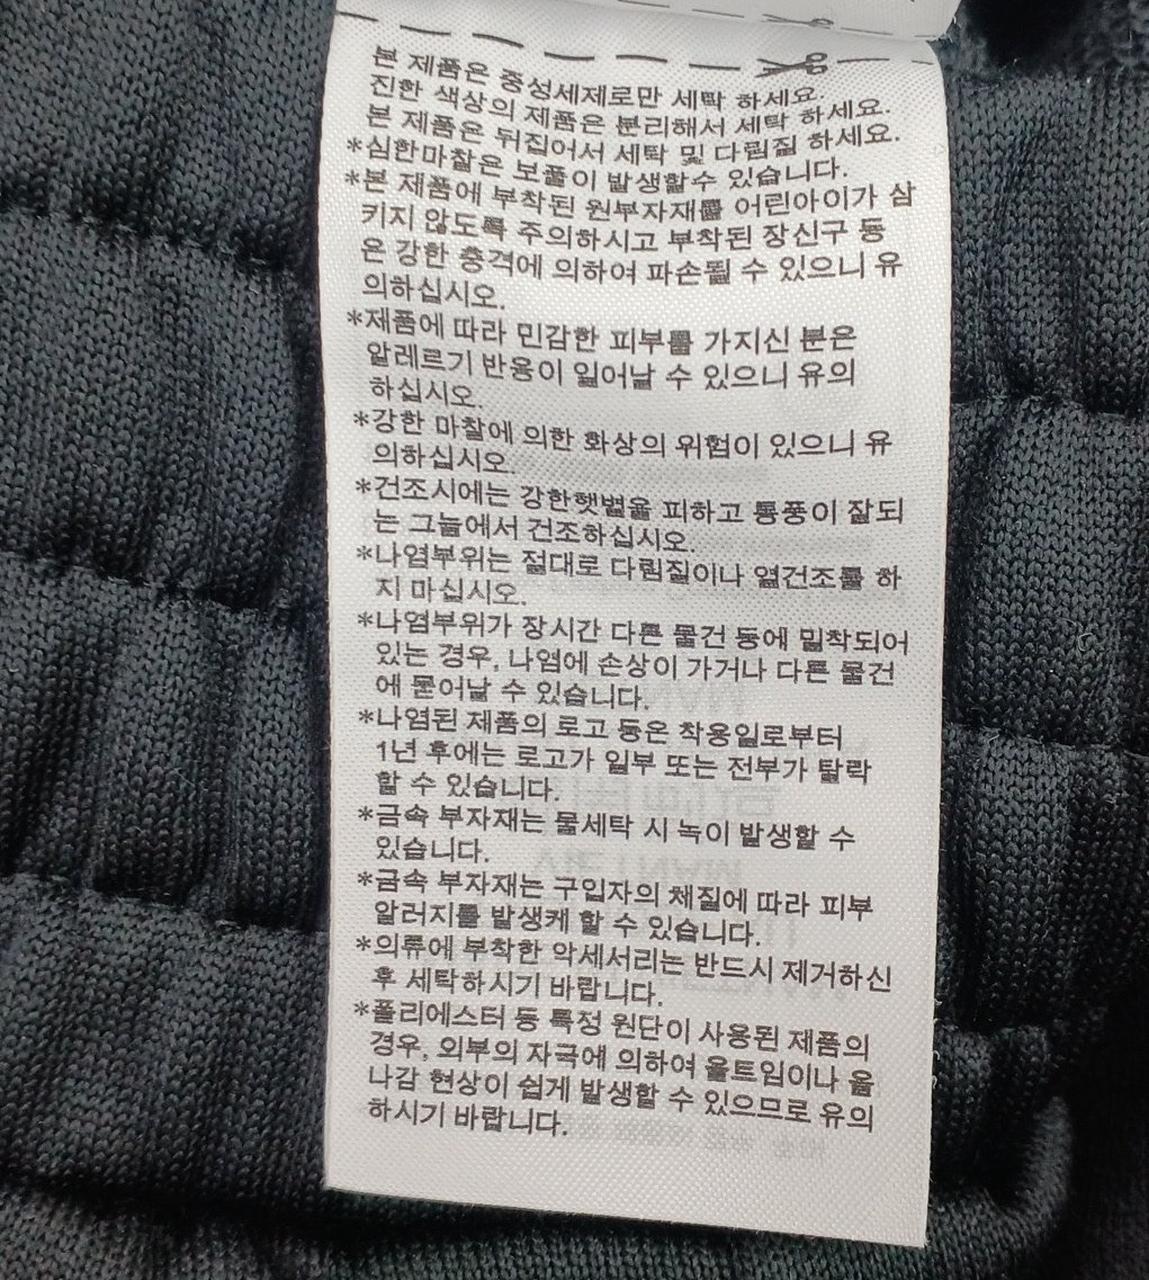 본 제품은 중성세제로만 세탁 하세요.
진한 색상의 제품은 분리해서 세탁 하세요.
본 제품은 뒤집어서 세탁 및 다림질 하세요.
*심한마찰은 보풀이 발생할수 있습니다.
*본 제품에 부착된 원부자재를 어린아이가 삼
키지 않도록 주의하시고 부착된 장신구 등
은 강한 충격에 의하여 파손될 수 있으니 유
의하십시오.
*제품에 따라 민감한 피부를 가지신 분은
알레르기 반응이 일어날 수 있으니 유의
하십시오.
*강한 마찰에 의한 화상의 위험이 있으니 유
의하십시오.
*건조시에는 강한햇볕을 피하고 통풍이 잘되
는 그늘에서 건조하십시오.
*나염부위는 절대로 다림질이나 열건조를 하
지 마십시오.
*나염부위가 장시간 다른 물건 등에 밀착되어
있는 경우, 나염에 손상이 가거나 다른 물건
에 묻어날 수 있습니다.
*나염된 제품의 로고 등은 착용일로부터
1년 후에는 로고가 일부 또는 전부가 탈락
할 수 있습니다.
*금속 부자재는 물세탁 시 녹이 발생할 수
있습니다.
*금속 부자재는 구입자의 체질에 따라 피부
알러지를 발생케 할 수 있습니다.
*의류에 부착한 악세서리는 반드시 제거하신
후 세탁하시기 바랍니다.
*폴리에스터 등 특정 원단이 사용된 제품의
경우, 외부의 자극에 의하여 올트임이나 올
나감 현상이 쉽게 발생할 수 있으므로 유의
하시기 바랍니다.